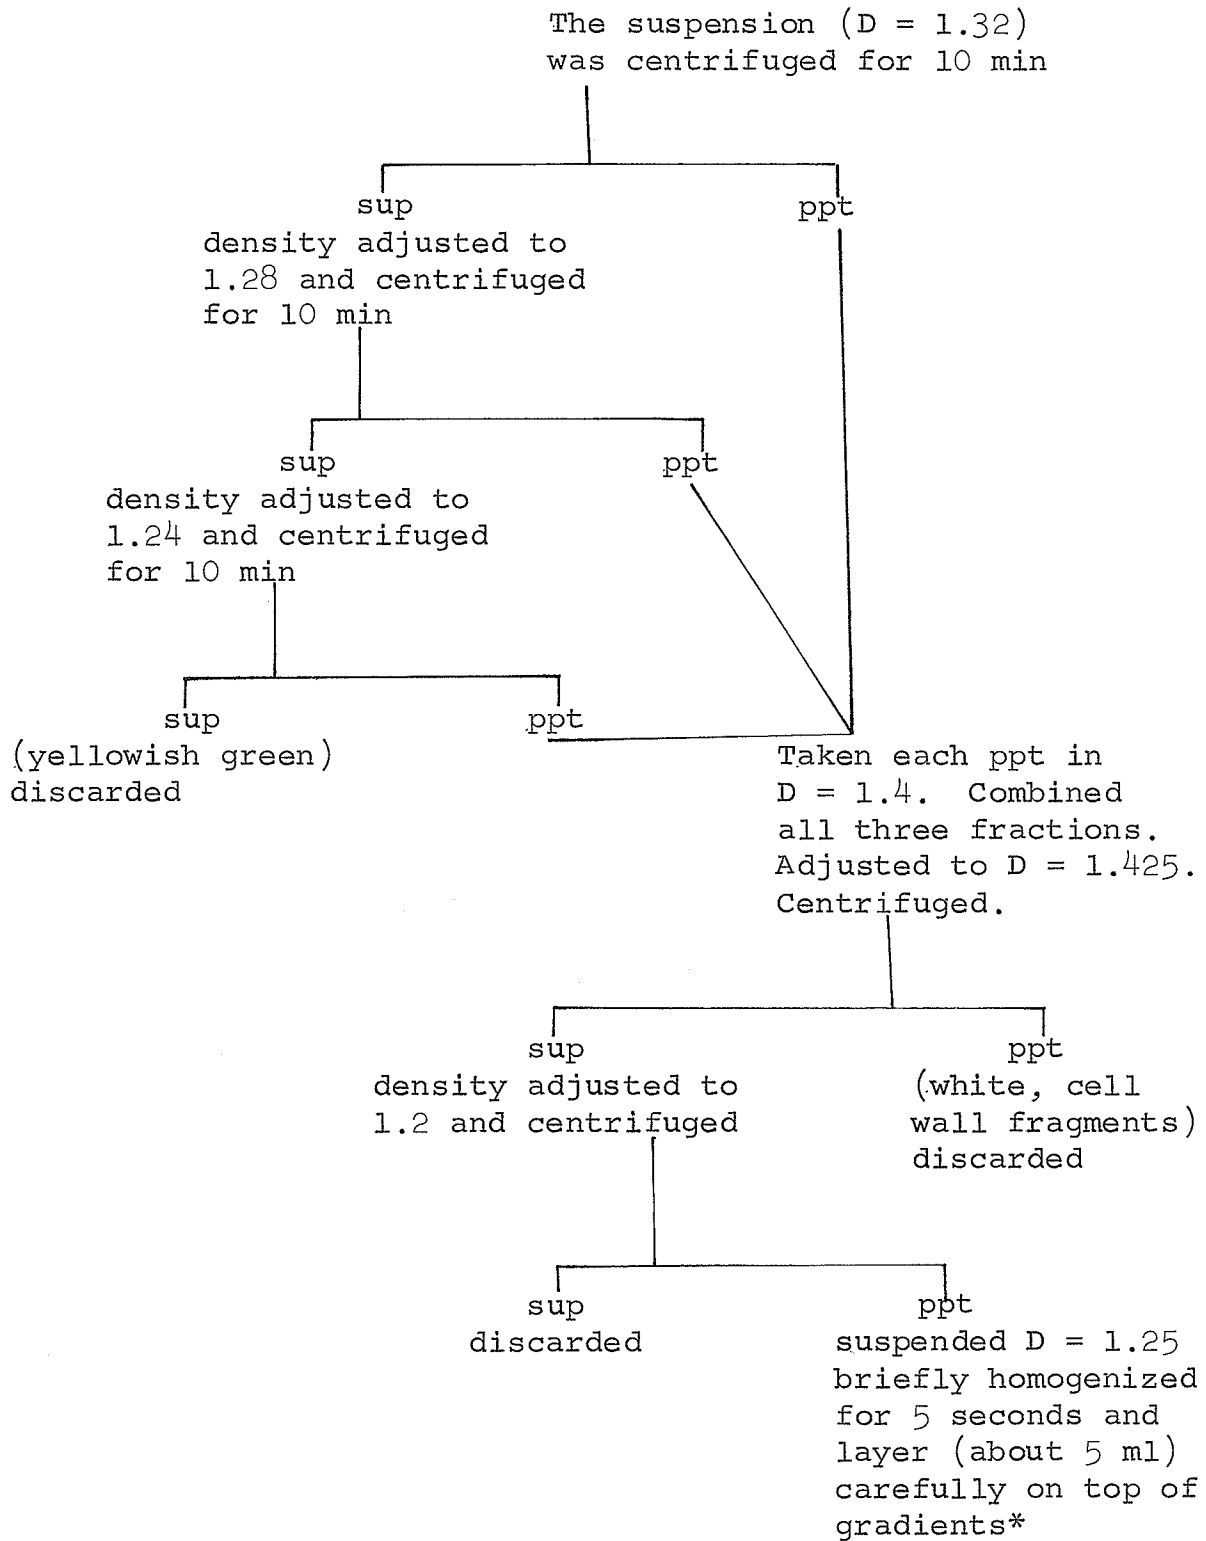 The suspension (D = 1.32)
was centrifuged for 10 min
sup
density adjusted to
1.28 and centrifuged
for 10 min
ppt
sup
density adjusted to
1.24 and centrifuged
for 10 min
ppt
sup
(yellowish green)
discarded
ppt
Taken each ppt in
D = 1.4. Combined
all three fractions.
Adjusted to D = 1.425.
Centrifuged.
sup
density adjusted to
1.2 and centrifuged
ppt
(white, cell
wall fragments)
discarded
sup
discarded
ppt
suspended D = 1.25
briefly homogenized
for 5 seconds and
layer (about 5 ml)
carefully on top of
gradients*